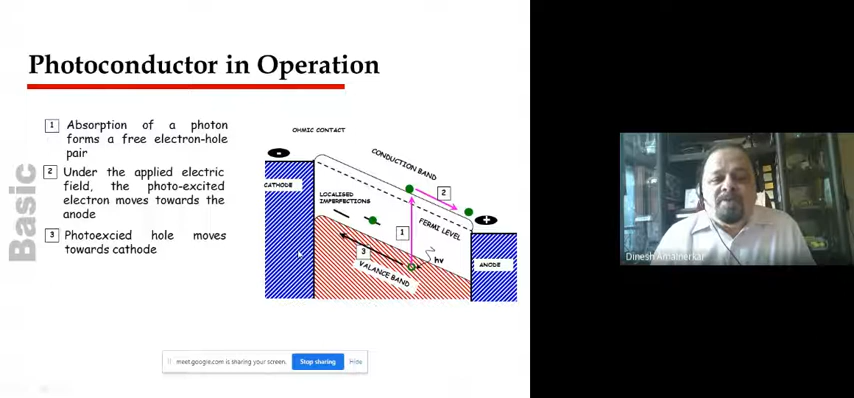 Photoconductor in Operation
Basic
1 Absorption of a photon
forms a free electron-hole
pair
2 Under the applied electric
field, the photo-excited
electron moves towards the
anode
3 Photoexcied hole moves
towards cathode
OHMIC CONTACT
-
CATHODE
CONDUCTION BAND
2
LOCALISED
IMPERFECTIONS
+
FERMI LEVEL
1
3
hν
VALANCE BAND
ANODE
Dinesh Amalnerkar
meet.google.com is sharing your screen.
Stop sharing
Hide